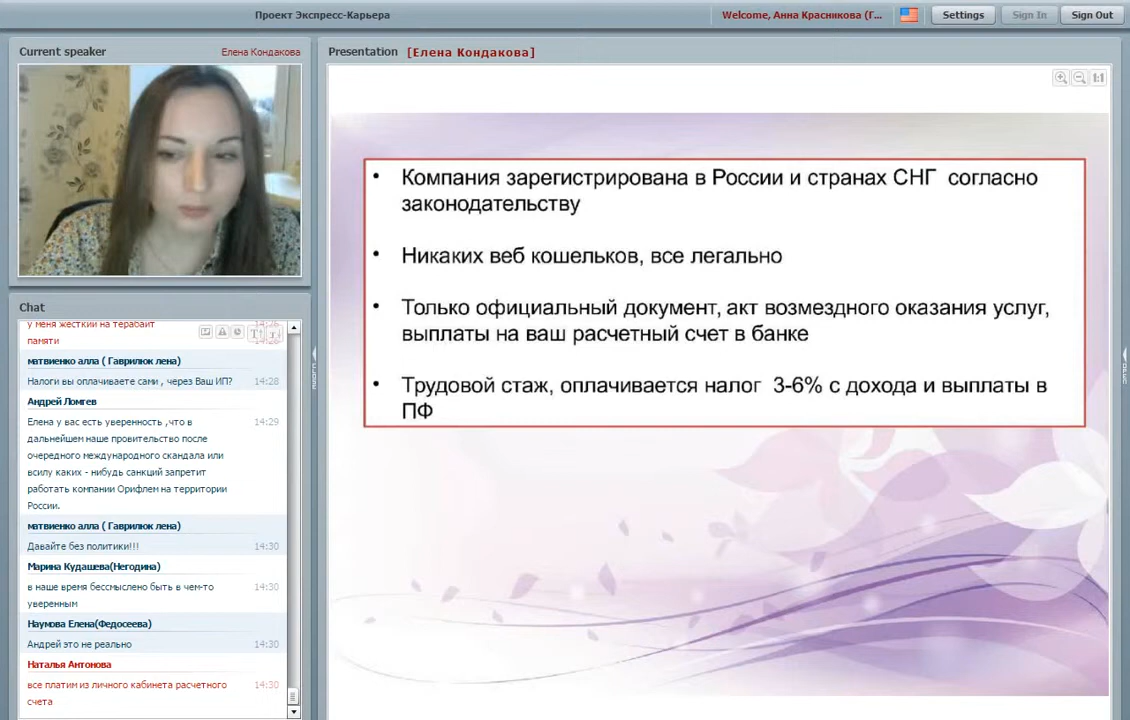 Проект Экспресс-Карьера
Welcome, Анна Красникова (Г...
Settings
Sign In
Sign Out
Current speaker
Елена Кондакова
Presentation [Елена Кондакова]
1:1
• Компания зарегистрирована в России и странах СНГ согласно
законодательству
• Никаких веб кошельков, все легально
• Только официальный документ, акт возмездного оказания услуг,
выплаты на ваш расчетный счет в банке
• Трудовой стаж, оплачивается налог 3-6% с дохода и выплаты в
ПФ
Chat
у меня жесткий на терабайт
памяти
матвиенко алла ( Гаврилюк лена)
Налоги вы оплачиваете сами , через Ваш ИП? 14:28
Андрей Ломгев
Елена у вас есть уверенность ,что в 14:29
дальнейшем наше провительство после
очередного международного скандала или
всилу каких - нибудь санкций запретит
работать компании Орифлем на территории
России.
матвиенко алла ( Гаврилюк лена)
Давайте без политики!!! 14:30
Марина Кудашева(Негодина)
в наше время бессмыслено быть в чем-то 14:30
уверенным
Наумова Елена(Федосеева)
Андрей это не реально 14:30
Наталья Антонова
все платим из личного кабинета расчетного 14:30
счета